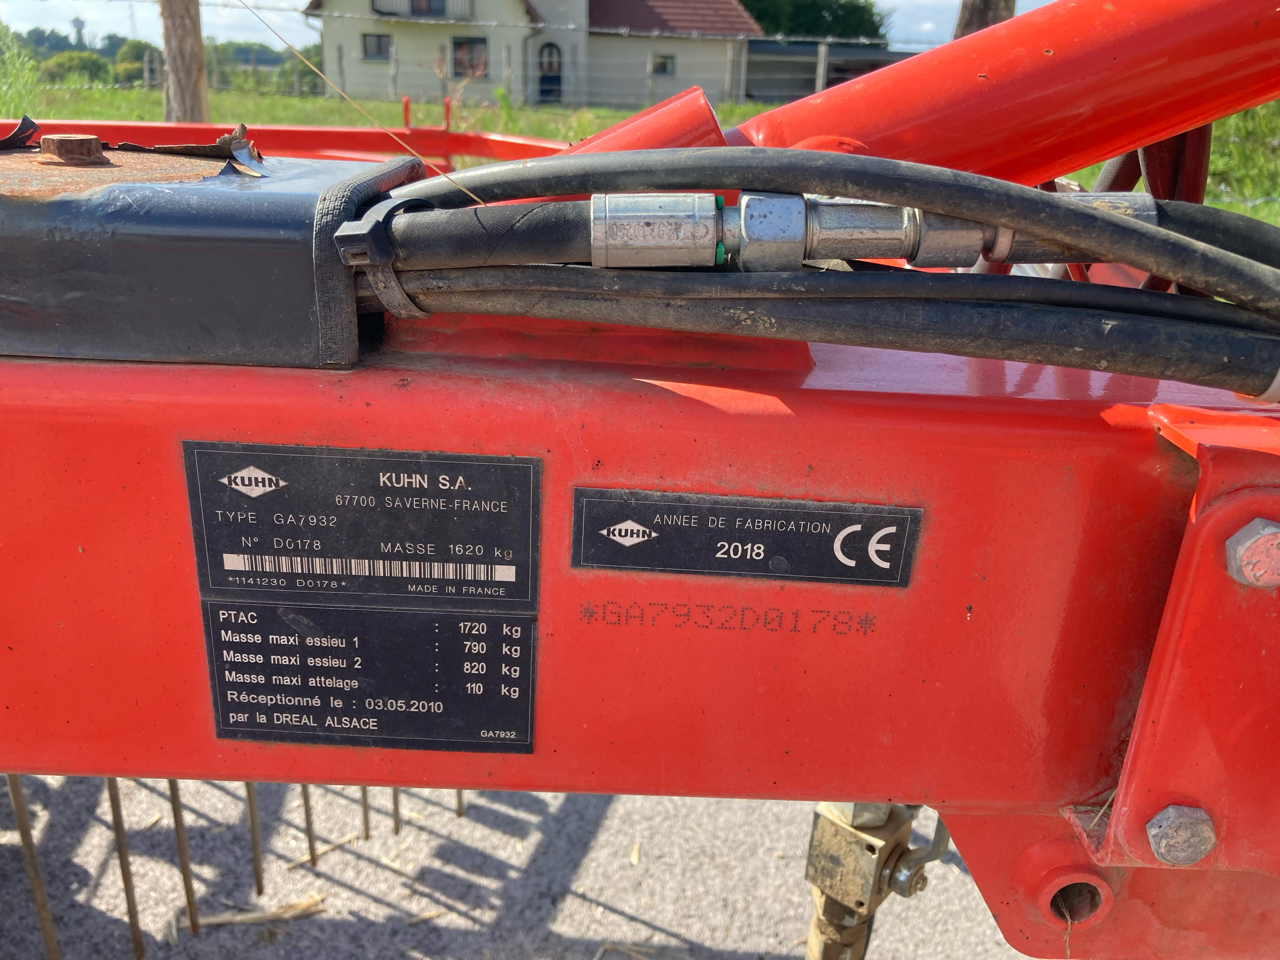 KUHN
KUHN S.A.
67700 SAVERNE-FRANCE
TYPE GA7932
N° D0178 MASSE 1620 kg
*1141230 D0178*
MADE IN FRANCE
PTAC : 1720 kg
Masse maxi essieu 1 : 790 kg
Masse maxi essieu 2 : 820 kg
Masse maxi attelage : 110 kg
Réceptionné le : 03.05.2010
par la DREAL ALSACE
GA7932
KUHN
ANNEE DE FABRICATION
2018
CE
*GA7932D0178*